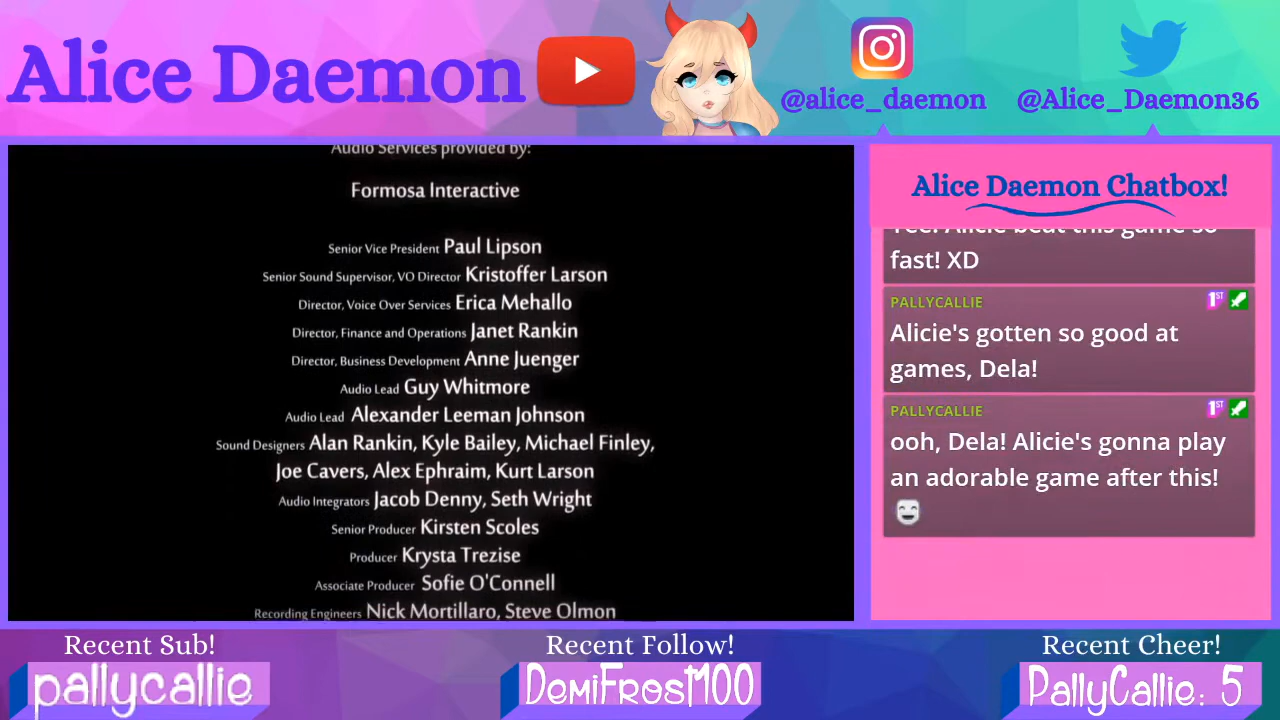 Alice Daemon
@alice_daemon
@Alice_Daemon36
Audio Services provided by:
Formosa Interactive
Senior Vice President Paul Lipson
Senior Sound Supervisor, VO Director Kristoffer Larson
Director, Voice Over Services Erica Mehallo
Director, Finance and Operations Janet Rankin
Director, Business Development Anne Juenger
Audio Lead Guy Whitmore
Audio Lead Alexander Leeman Johnson
Sound Designers Alan Rankin, Kyle Bailey, Michael Finley,
Joe Cavers, Alex Ephraim, Kurt Larson
Audio Integrators Jacob Denny, Seth Wright
Senior Producer Kirsten Scoles
Producer Krysta Trezise
Associate Producer Sofie O'Connell
Recording Engineers Nick Mortillaro, Steve Olmon
Alice Daemon Chatbox!
Alicie beat this game so
fast! XD
PALLYCALLIE 1ST
Alicie's gotten so good at
games, Dela!
PALLYCALLIE 1ST
ooh, Dela! Alicie's gonna play
an adorable game after this!
Recent Sub!
pallycallie
Recent Follow!
DemiFrost100
Recent Cheer!
PallyCallie: 5